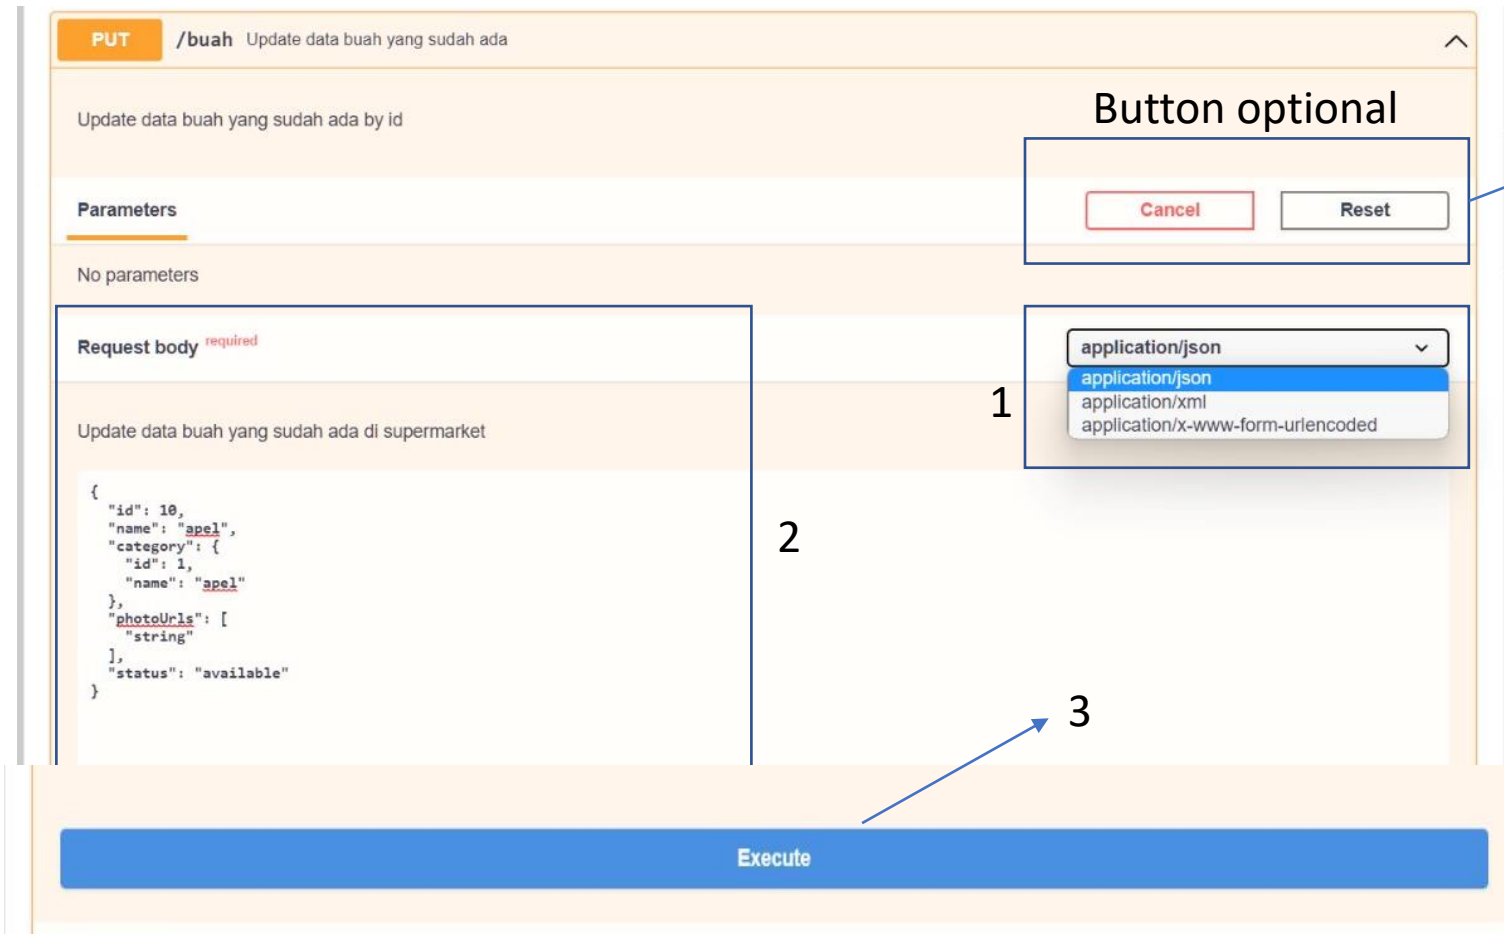 PUT /buah Update data buah yang sudah ada
Update data buah yang sudah ada by id
Button optional
Parameters
Cancel Reset
No parameters
Request body required
application/json
application/json
application/xml
application/x-www-form-urlencoded
1
Update data buah yang sudah ada di supermarket
{
"id": 10,
"name": "apel",
"category": {
"id": 1,
"name": "apel"
},
"photoUrls": [
"string"
],
"status": "available"
}
2
3
Execute